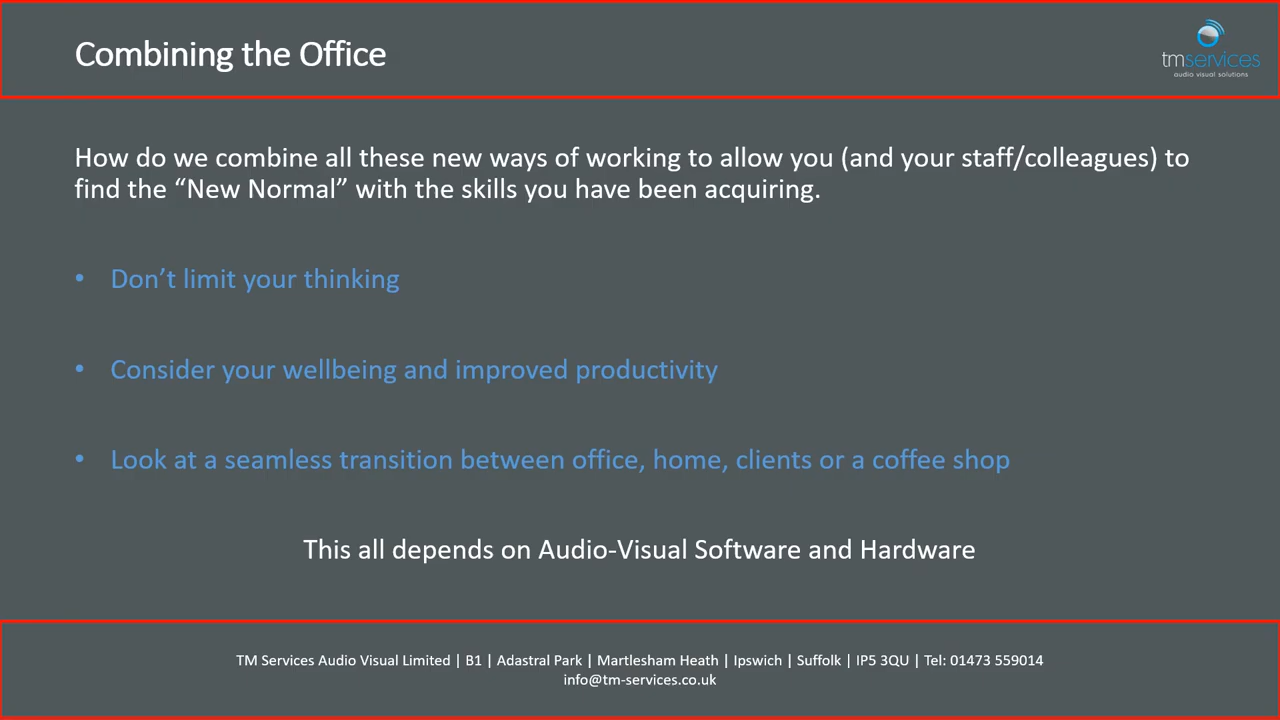 Combining the Office
tmservices
audio visual solutions
How do we combine all these new ways of working to allow you (and your staff/colleagues) to
find the “New Normal” with the skills you have been acquiring.
• Don’t limit your thinking
• Consider your wellbeing and improved productivity
• Look at a seamless transition between office, home, clients or a coffee shop
This all depends on Audio-Visual Software and Hardware
TM Services Audio Visual Limited | B1 | Adastral Park | Martlesham Heath | Ipswich | Suffolk | IP5 3QU | Tel: 01473 559014
info@tm-services.co.uk